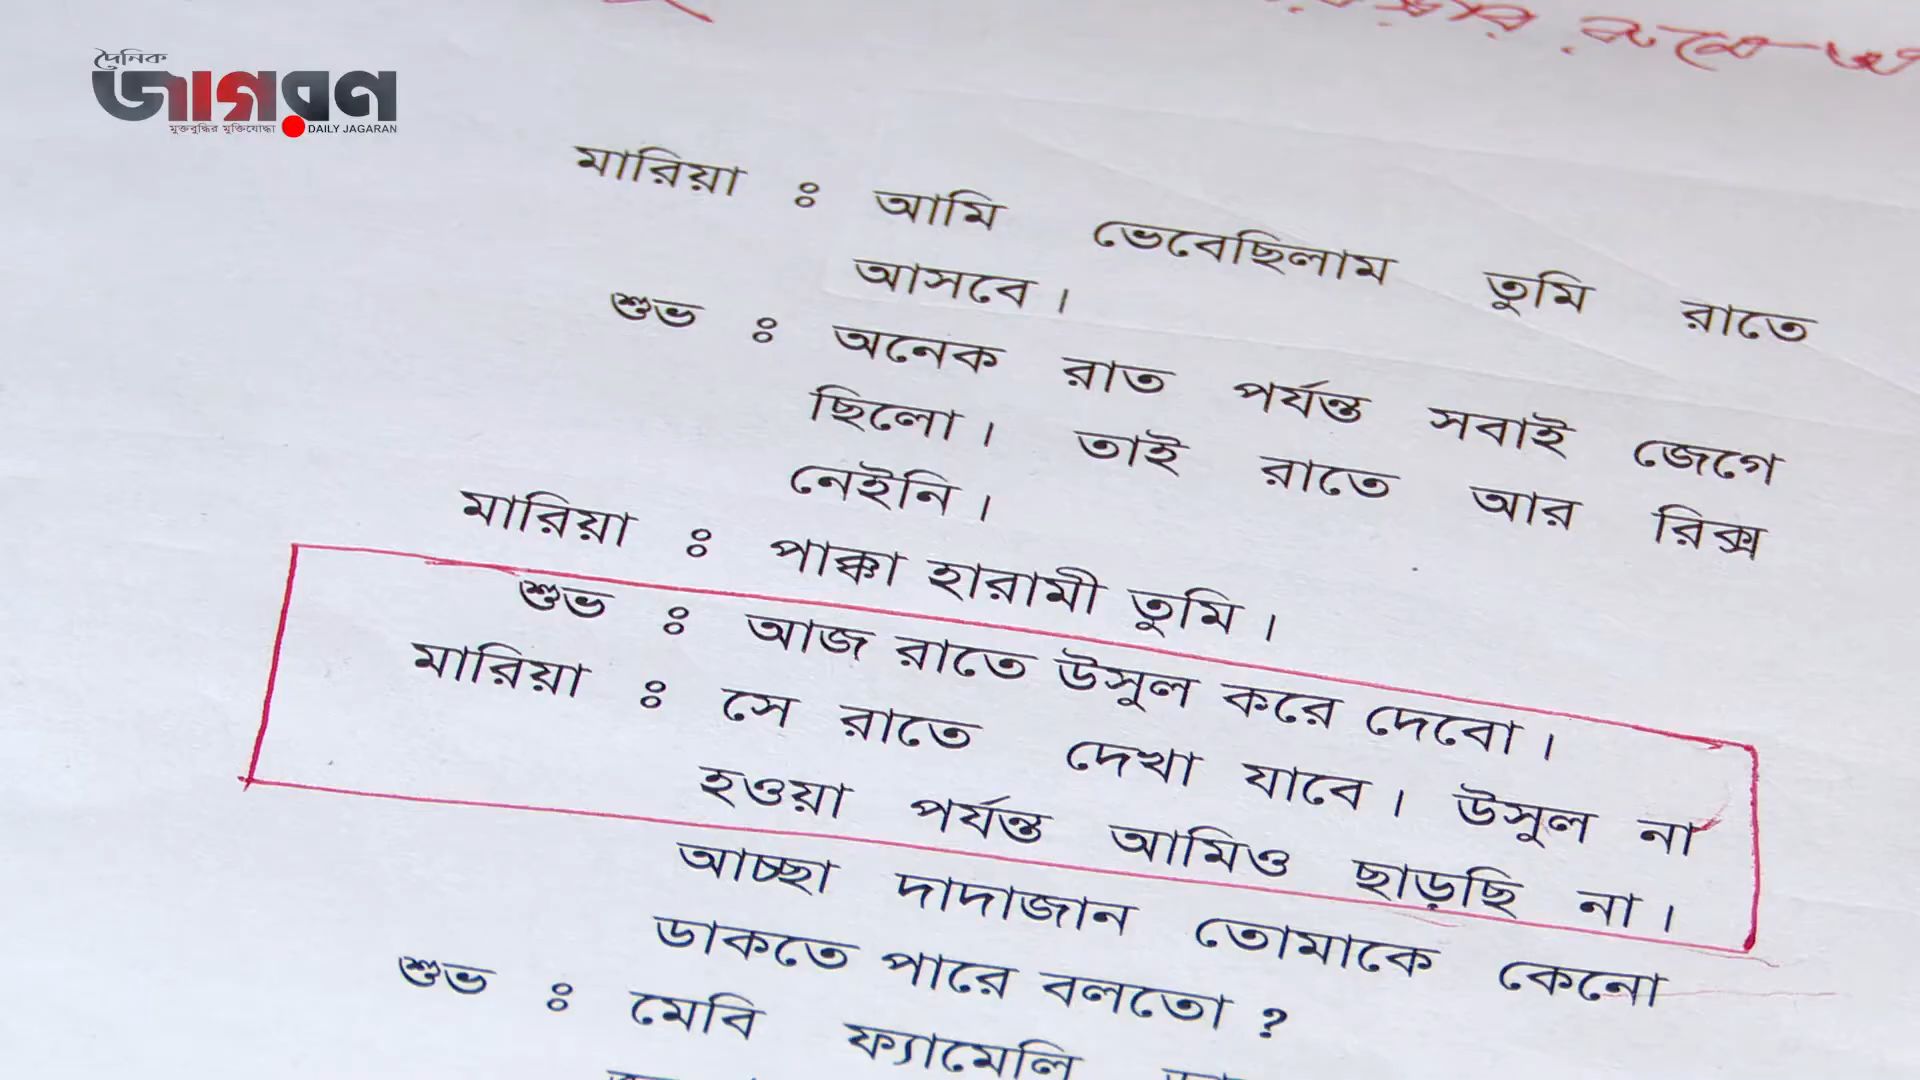 দৈনিক
জাগরণ
মুক্তবুদ্ধির মুক্তিযোদ্ধা DAILY JAGARAN
মারিয়া ঃ আমি ভেবেছিলাম তুমি রাতে
আসবে।
শুভ ঃ অনেক রাত পর্যন্ত সবাই জেগে
ছিলো। তাই রাতে আর রিক্স
নেইনি।
মারিয়া ঃ পাক্কা হারামী তুমি।
শুভ ঃ আজ রাতে উসুল করে দেবো।
মারিয়া ঃ সে রাতে দেখা যাবে। উসুল না
হওয়া পর্যন্ত আমিও ছাড়ছি না।
আচ্ছা দাদাজান তোমাকে কেনো
ডাকতে পারে বলতো ?
শুভ ঃ মেবি ফ্যামেলি